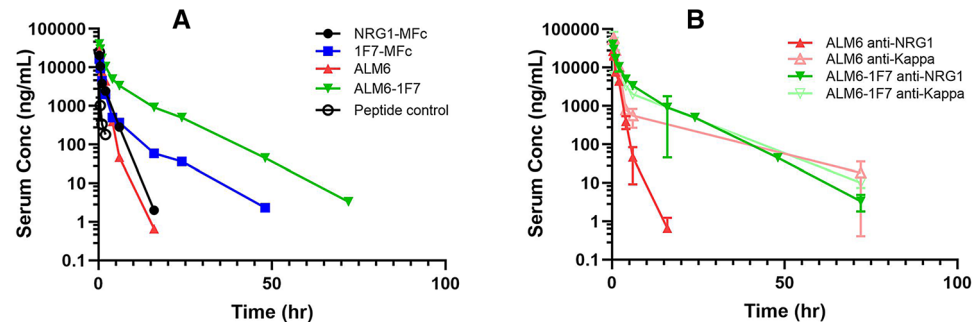 A
Serum Conc (ng/mL)
100000
10000
1000
100
10
1
0.1
0
50
100
Time (hr)
NRG1-MFc
1F7-MFc
ALM6
ALM6-1F7
Peptide control
B
Serum Conc (ng/mL)
100000
10000
1000
100
10
1
0.1
0
50
100
Time (hr)
ALM6 anti-NRG1
ALM6 anti-Kappa
ALM6-1F7 anti-NRG1
ALM6-1F7 anti-Kappa